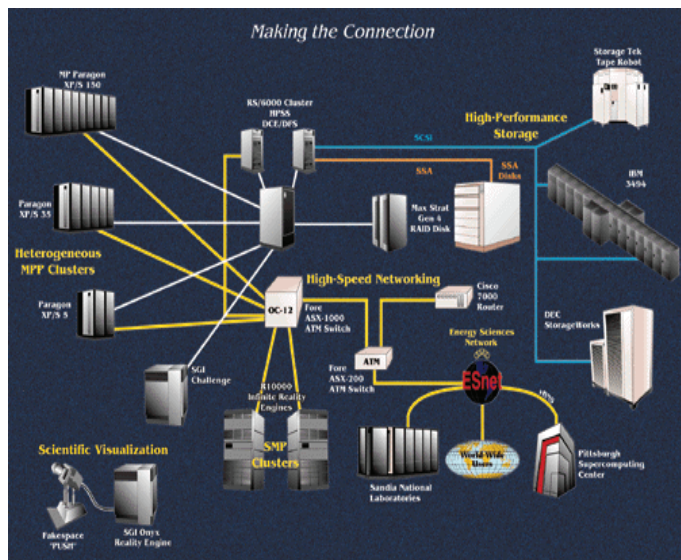 Making the Connection
MP Paragon
XP/S 150
RS/6000 Cluster
HPSS
DCE/DFS
Storage Tek
Tape Robot
High-Performance
Storage
SCSI
SSA
SSA
Disks
IBM
3494
Paragon
XP/S 35
Max Strat
Gen 4
RAID Disk
Heterogeneous
MPP Clusters
High-Speed Networking
Cisco
7000
Router
OC-12
Fore
ASX-1000
ATM Switch
Paragon
XP/S 5
DEC
StorageWorks
Energy Sciences
Network
ATM
Fore
ASX-200
ATM Switch
ESnet
vBNS
SGI
Challenge
R10000
Infinite Reality
Engines
SMP
Clusters
World-Wide
Users
Pittsburgh
Supercomputing
Center
Sandia National
Laboratories
Scientific Visualization
Fakespace
"PUSH"
SGI Onyx
Reality Engine